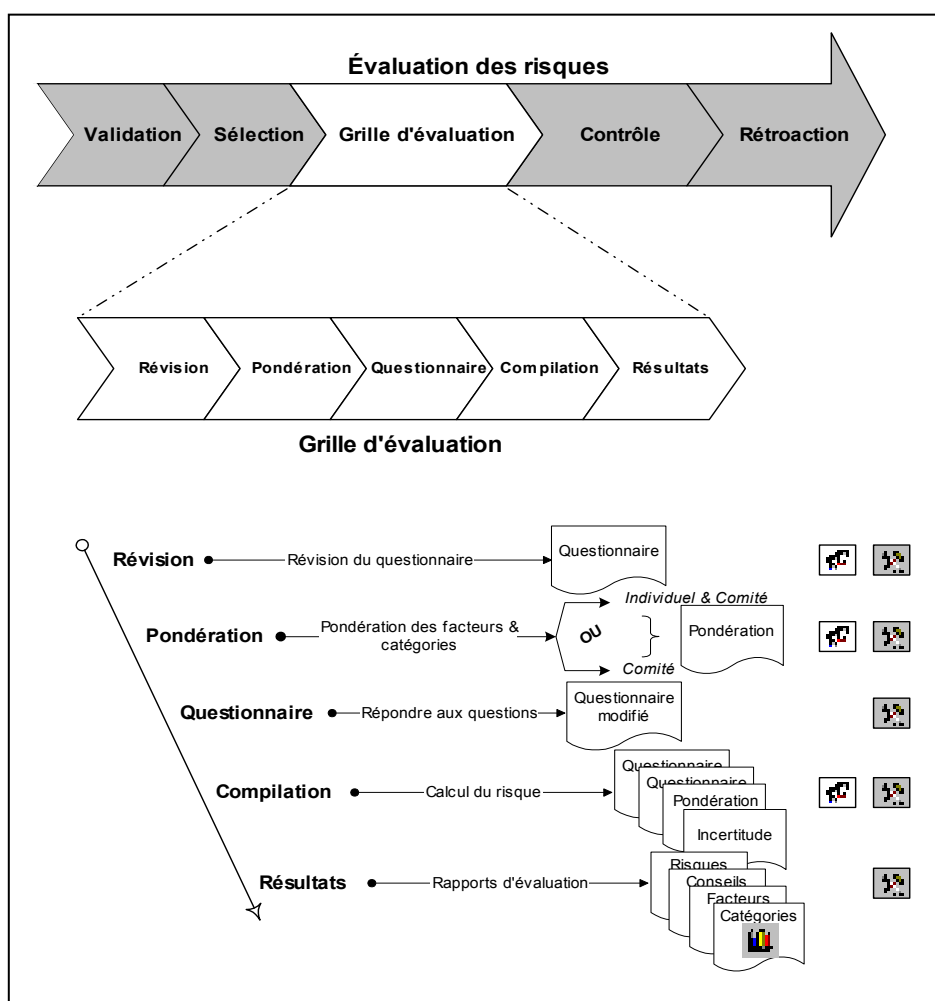 Évaluation des risques
Validation
Sélection
Grille d'évaluation
Contrôle
Rétroaction
Révision
Pondération
Questionnaire
Compilation
Résultats
Grille d'évaluation
Révision
Révision du questionnaire
Questionnaire
Pondération
Pondération des facteurs &
catégories
OU
Individuel & Comité
Comité
Pondération
Questionnaire
Répondre aux questions
Questionnaire
modifié
Compilation
Calcul du risque
Questionnaire
Questionnaire
Pondération
Incertitude
Résultats
Rapports d'évaluation
Risques
Conseils
Facteurs
Catégories